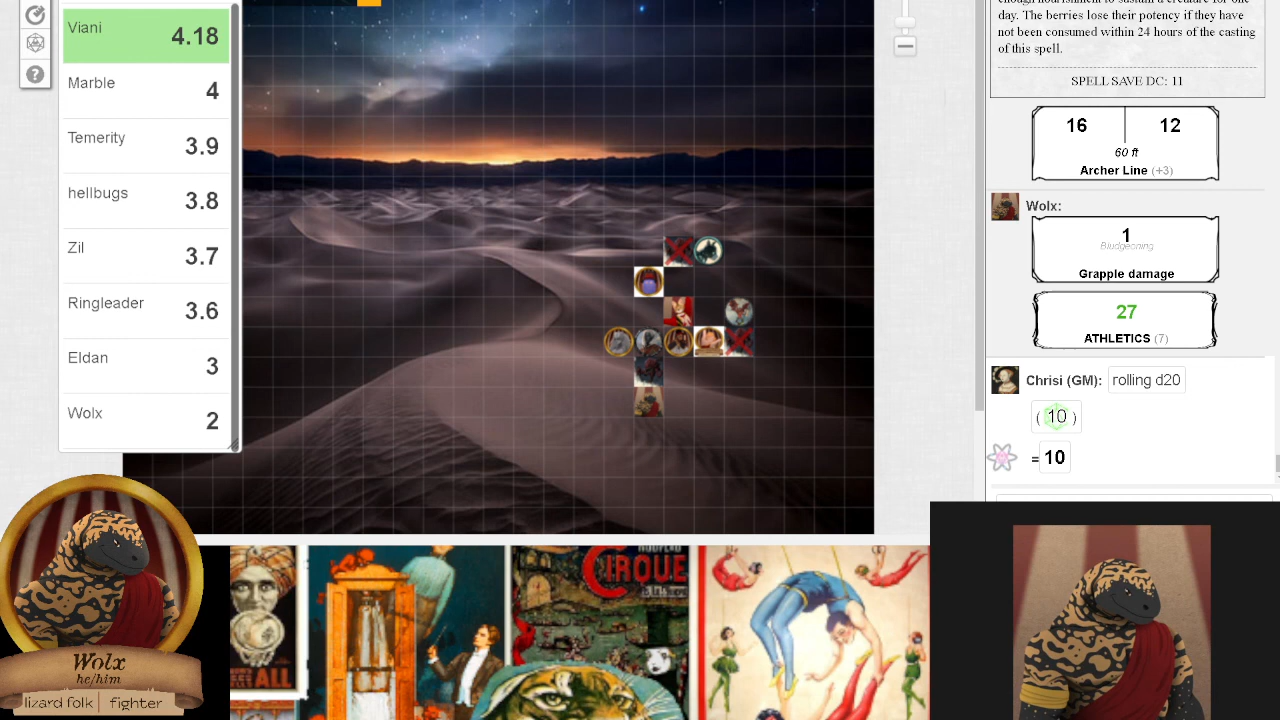 Viani
4.18
Marble
4
Temerity
3.9
hellbugs
3.8
Zil
3.7
Ringleader
3.6
Eldan
3
Wolx
2
day. The berries lose their potency if they have
not been consumed within 24 hours of the casting
of this spell.
SPELL SAVE DC: 11
16 12
60 ft
Archer Line (+3)
Wolx:
1
Bludgeoning
Grapple damage
27
ATHLETICS (7)
Chrisi (GM): rolling d20
( 10 )
= 10
Wolx
he/him
lizard folk | fighter
ALL
CIRQUE